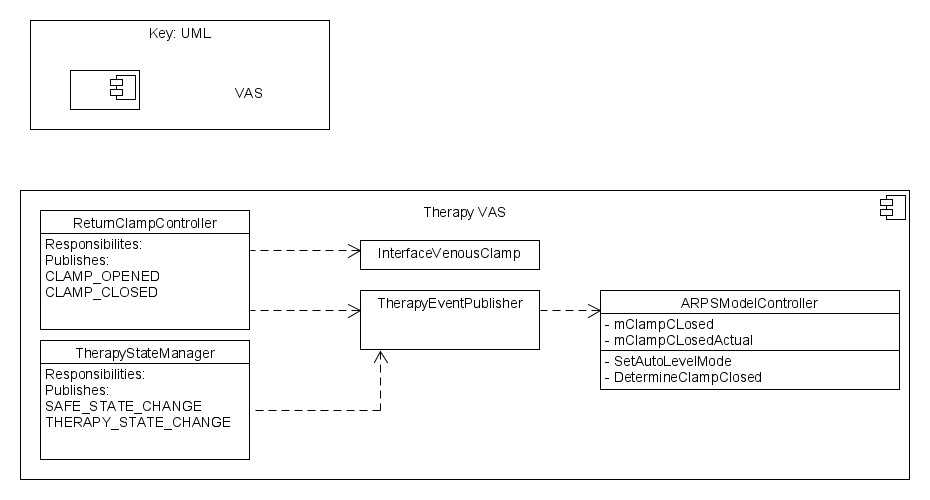 Key: UML
VAS
Therapy VAS
ReturnClampController
Responsibilites:
Publishes:
CLAMP_OPENED
CLAMP_CLOSED
InterfaceVenousClamp
TherapyEventPublisher
ARPSModelController
- mClampCLosed
- mClampCLosedActual
- SetAutoLevelMode
- DetermineClampClosed
TherapyStateManager
Responsibilities:
Publishes:
SAFE_STATE_CHANGE
THERAPY_STATE_CHANGE